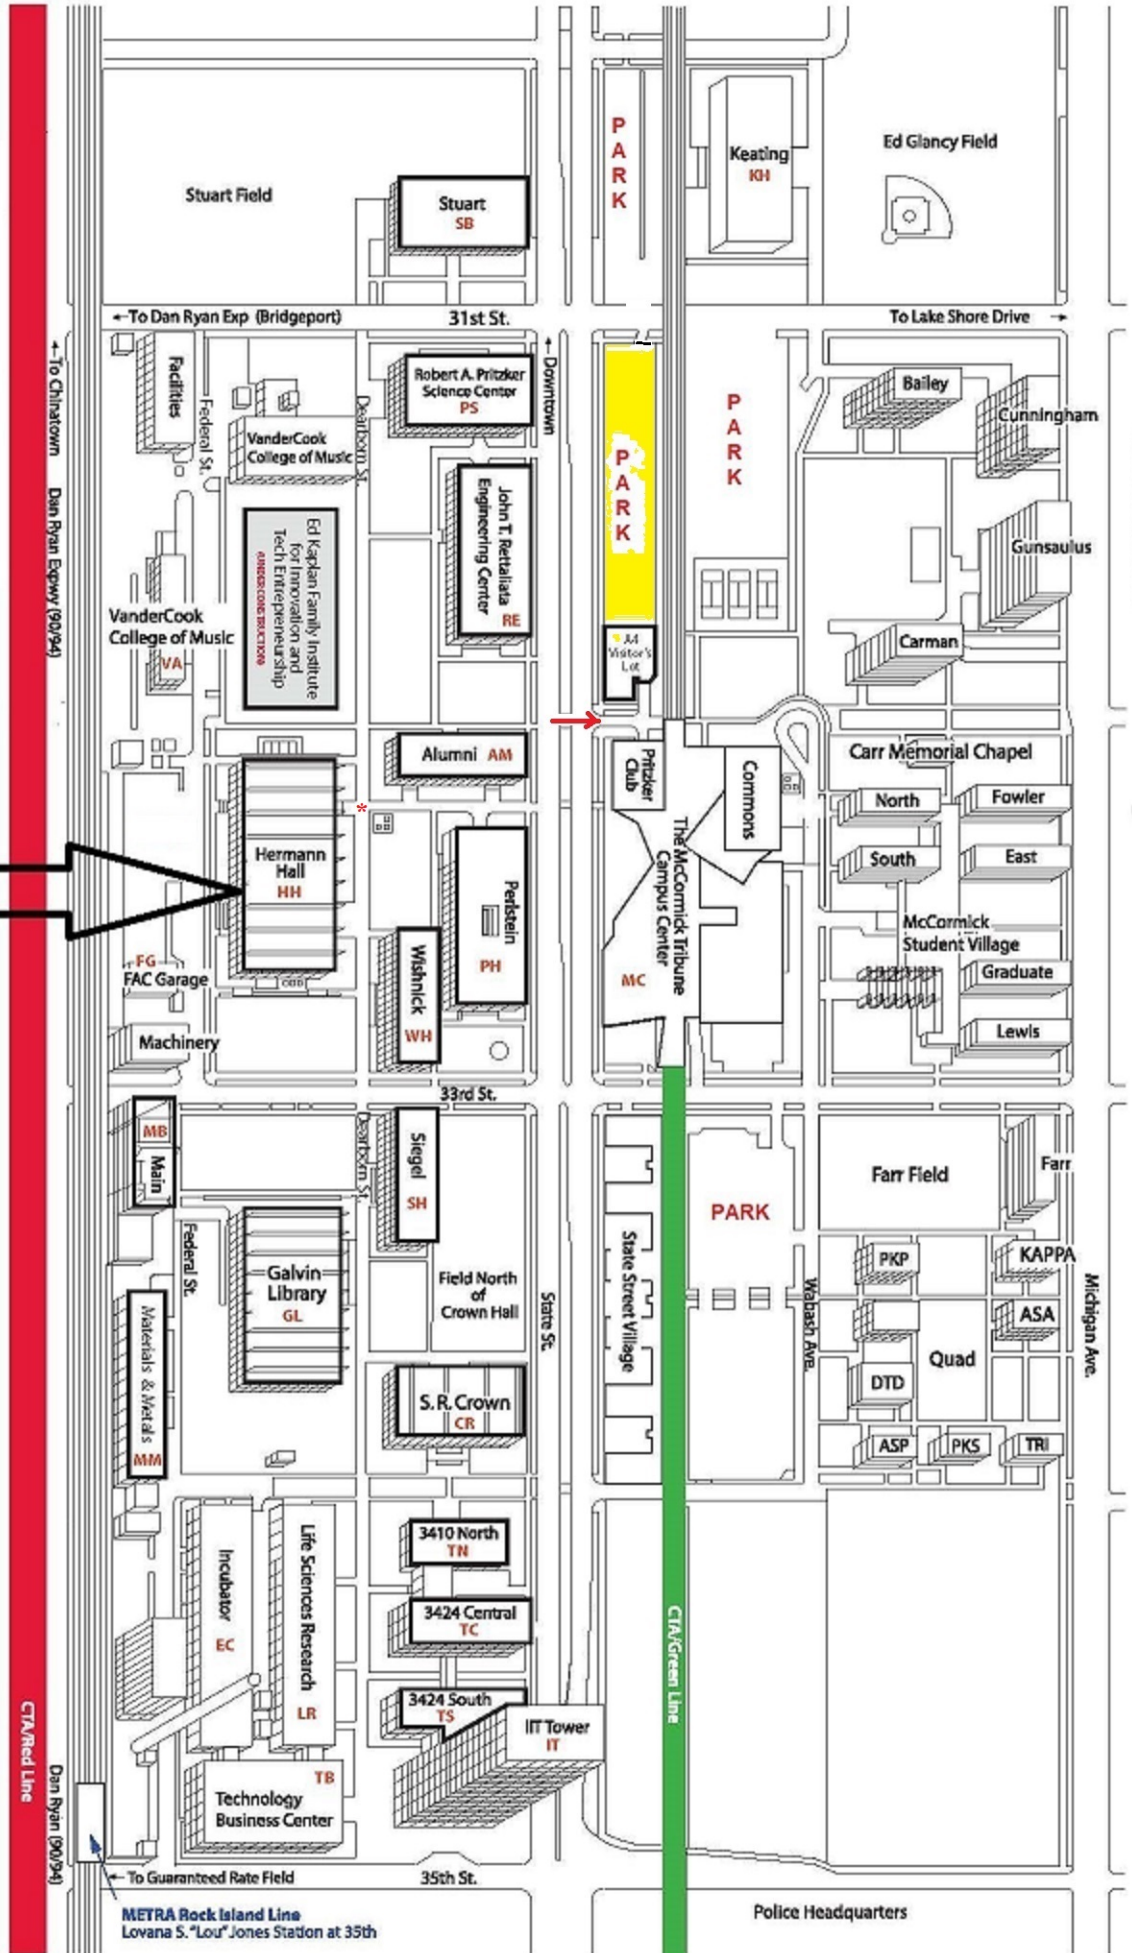 P
A
R
K
Keating
KH
Ed Glancy Field
Stuart Field
Stuart
SB
←To Dan Ryan Exp (Bridgeport)
31st St.
To Lake Shore Drive →
←To Chinatown
Dan Ryan Expwy (90/94)
Facilities
Federal St.
VanderCook
College of Music
Dearborn St.
Robert A. Pritzker
Science Center
PS
←Downtown
P
A
R
K
P
A
R
K
Bailey
Cunningham
Gunsaulus
Carman
John T. Rettaliata
Engineering Center
RE
Ed Kaplan Family Institute
for Innovation and
Tech Entrepreneurship
(UNDER CONSTRUCTION)
VanderCook
College of Music
VA
A4
Visitor's
Lot
Alumni AM
Pritzker
Club
Commons
Carr Memorial Chapel
North
Fowler
South
East
McCormick
Student Village
Graduate
Lewis
The McCormick Tribune
Campus Center
MC
*
Hermann
Hall
HH
Perlstein
PH
Wishnick
WH
FG
FAC Garage
Machinery
33rd St.
MB
Main
Dearborn St.
Siegel
SH
Federal St.
Galvin
Library
GL
Field North
of
Crown Hall
State St.
State Street Village
PARK
Wabash Ave.
Farr Field
Farr
PKP
KAPPA
ASA
Quad
DTD
ASP
PKS
TRI
Michigan Ave.
Materials & Metals
MM
S. R. Crown
CR
3410 North
TN
3424 Central
TC
3424 South
TS
IIT Tower
IT
Incubator
EC
Life Sciences Research
LR
TB
Technology
Business Center
CTA/Green Line
CTA/Red Line
Dan Ryan (90/94)
← To Guaranteed Rate Field
35th St.
METRA Rock Island Line
Lovana S. "Lou" Jones Station at 35th
Police Headquarters